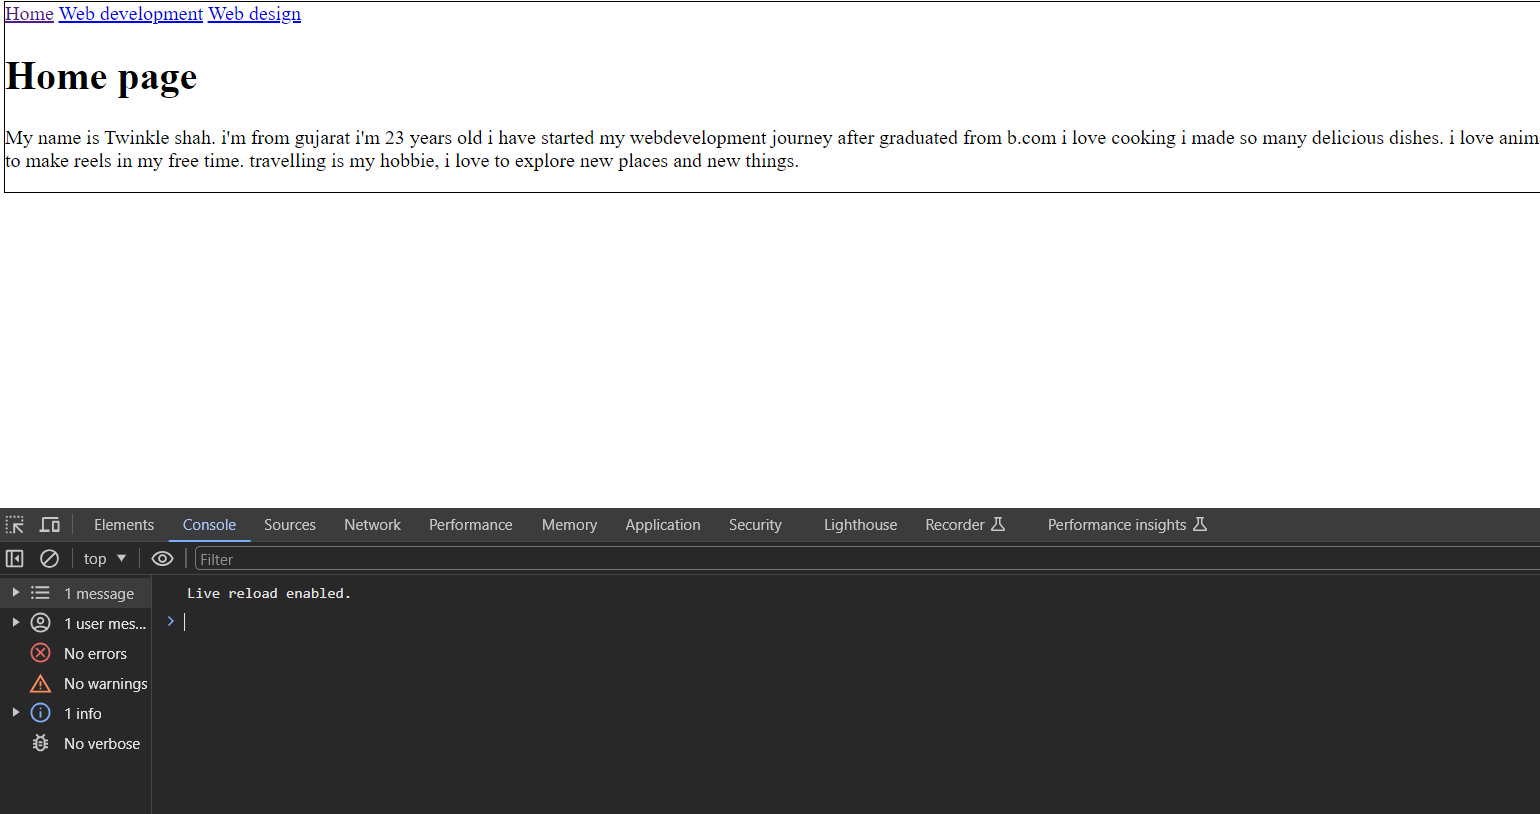 Home Web development Web design
Home page
My name is Twinkle shah. i'm from gujarat i'm 23 years old i have started my webdevelopment journey after graduated from b.com i love cooking i made so many delicious dishes. i love anim
to make reels in my free time. travelling is my hobbie, i love to explore new places and new things.
Elements Console Sources Network Performance Memory Application Security Lighthouse Recorder Performance insights
top Filter
1 message
Live reload enabled.
1 user mes...
No errors
No warnings
1 info
No verbose